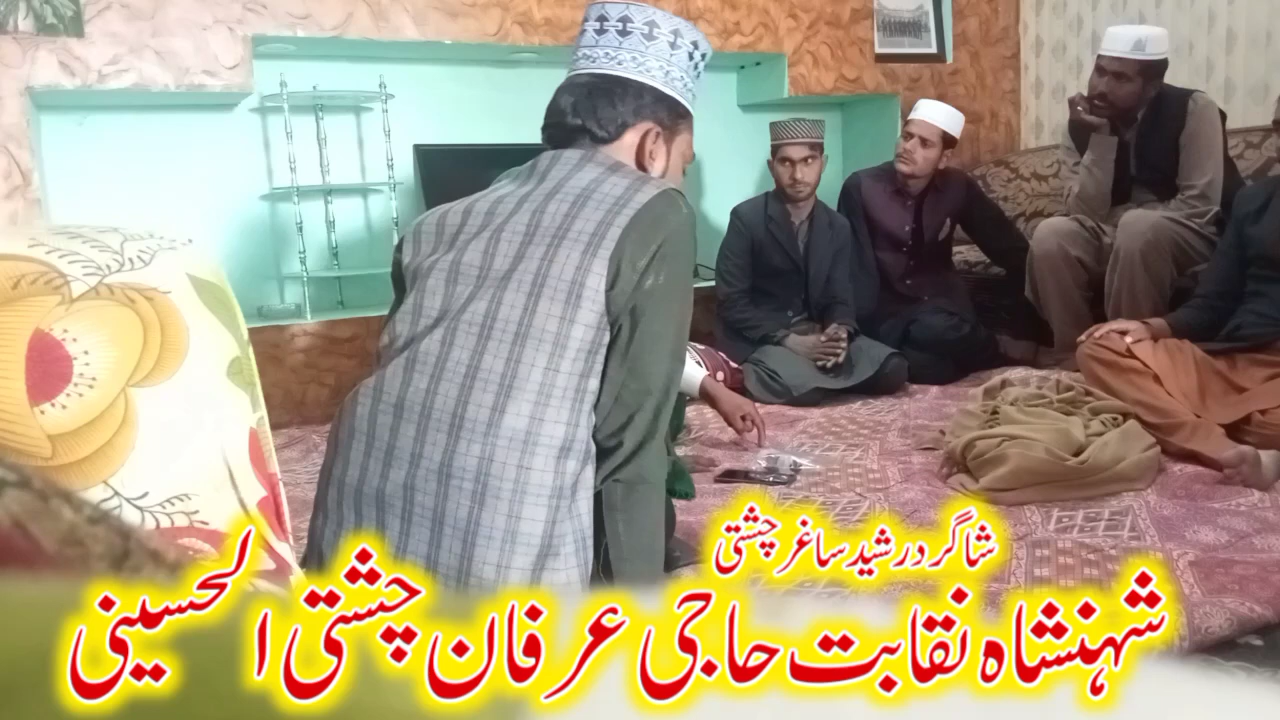 شاگرد رشید ساغر چشتی
شہنشاہ نقابت حاجی عرفان چشتی الحسینی